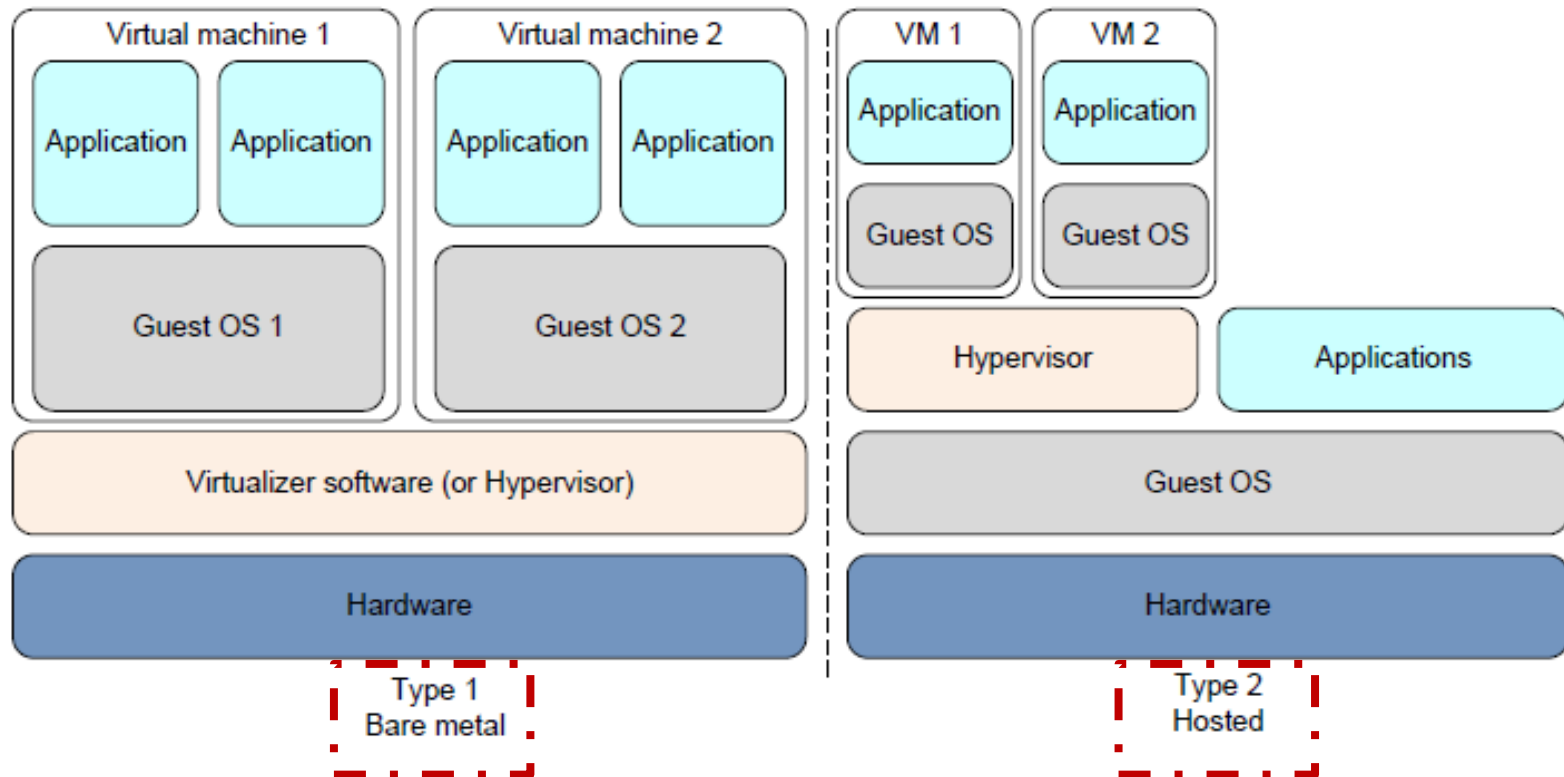 Virtual machine 1
Application
Application
Guest OS 1
Virtual machine 2
Application
Application
Guest OS 2
Virtualizer software (or Hypervisor)
Hardware
Type 1
Bare metal
VM 1
Application
Guest OS
VM 2
Application
Guest OS
Hypervisor
Applications
Guest OS
Hardware
Type 2
Hosted